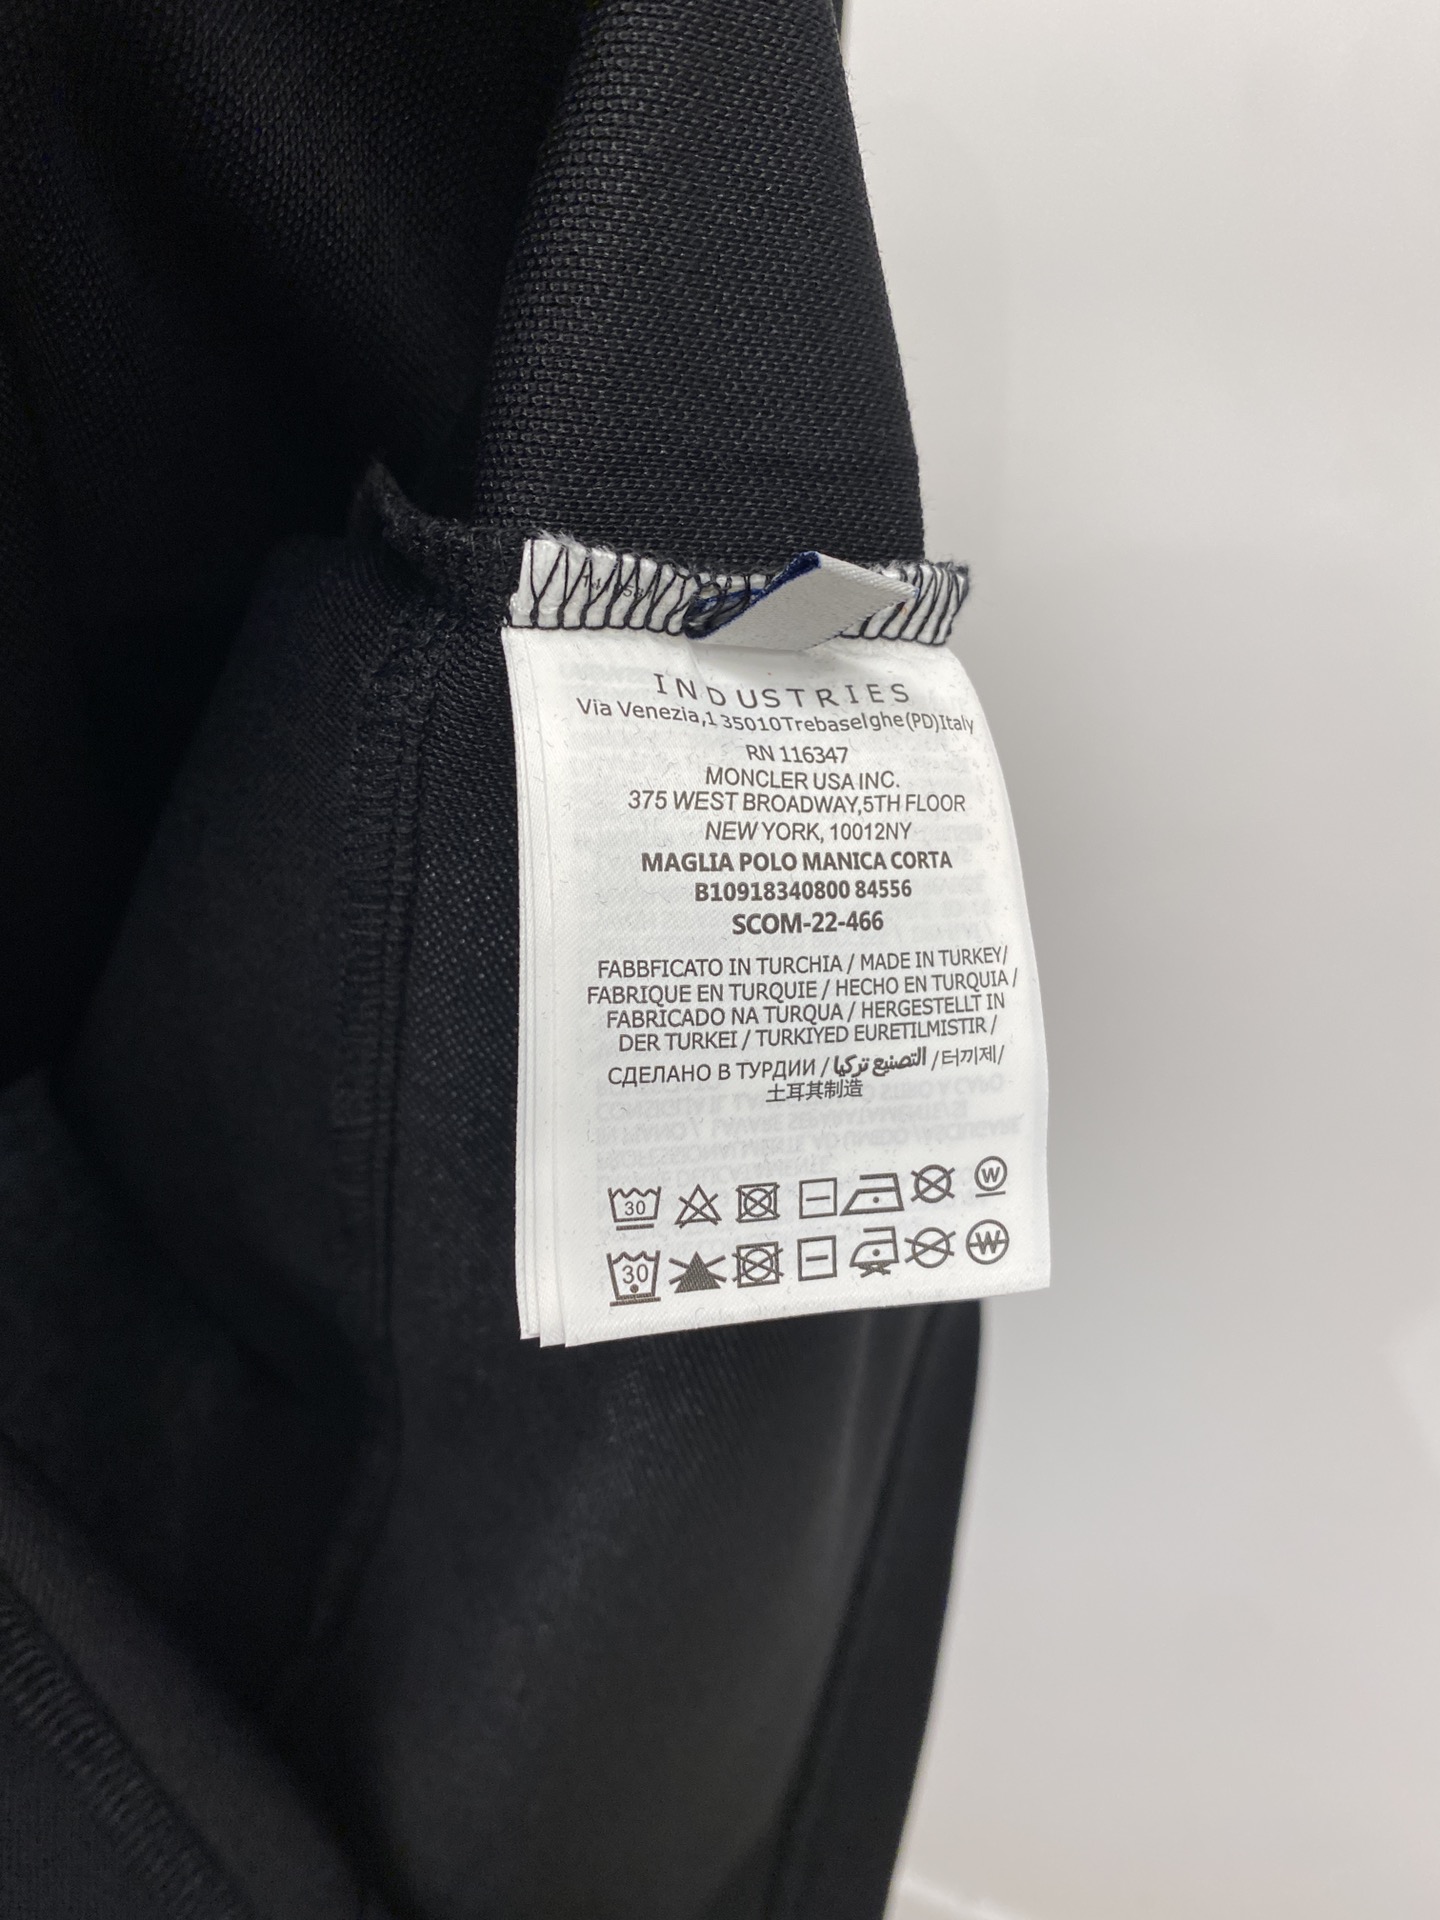 INDUSTRIES
Via Venezia,1 35010Trebaselghe(PD)Italy
RN 116347
MONCLER USA INC.
375 WEST BROADWAY,5TH FLOOR
NEW YORK, 10012NY
MAGLIA POLO MANICA CORTA
B10918340800 84556
SCOM-22-466
FABBFICATO IN TURCHIA / MADE IN TURKEY/
FABRIQUE EN TURQUIE / HECHO EN TURQUIA /
FABRICADO NA TURQUA / HERGESTELLT IN
DER TURKEI / TURKIYED EURETILMISTIR /
СДЕЛАНО В ТУРДИИ / التصنيع تركيا /터끼제/
土耳其制造
30 W
30 W